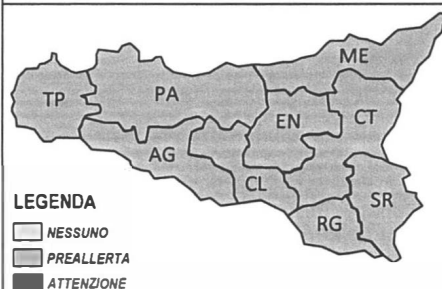 ME
TP
PA
EN
CT
AG
CL
SR
RG
LEGENDA
NESSUNO
PREALLERTA
ATTENZIONE